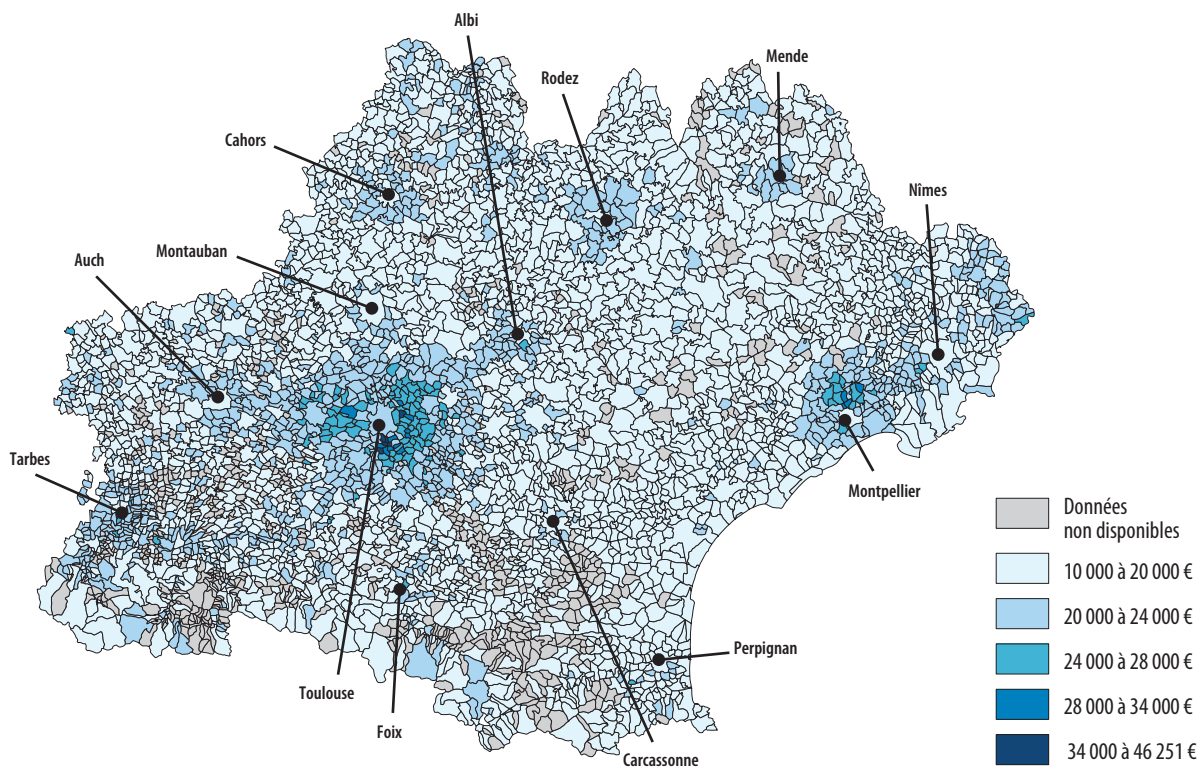 Albi
Mende
Rodez
Cahors
Nîmes
Montauban
Auch
Tarbes
Montpellier
Perpignan
Toulouse
Foix
Carcassonne
Données
non disponibles
10 000 à 20 000 €
20 000 à 24 000 €
24 000 à 28 000 €
28 000 à 34 000 €
34 000 à 46 251 €